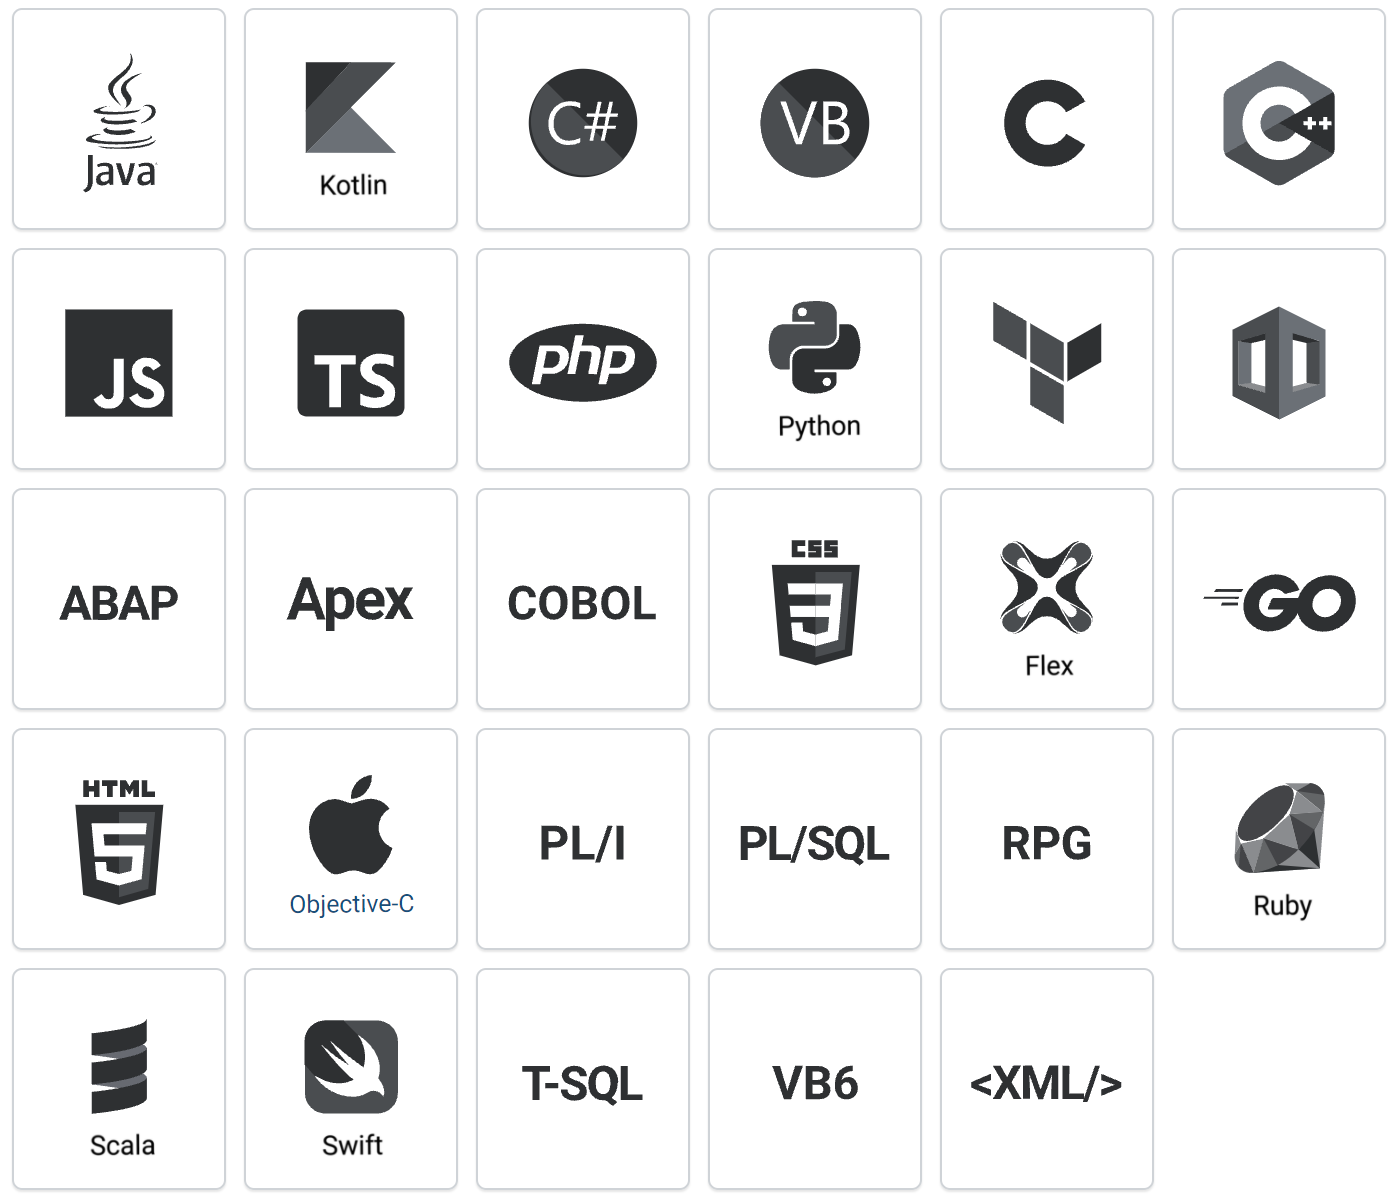 Java
Kotlin
C#
VB
C
C++
JS
TS
php
Python
ABAP
Apex
COBOL
CSS
3
Flex
GO
HTML
5
Objective-C
PL/I
PL/SQL
RPG
Ruby
Scala
Swift
T-SQL
VB6
<XML/>